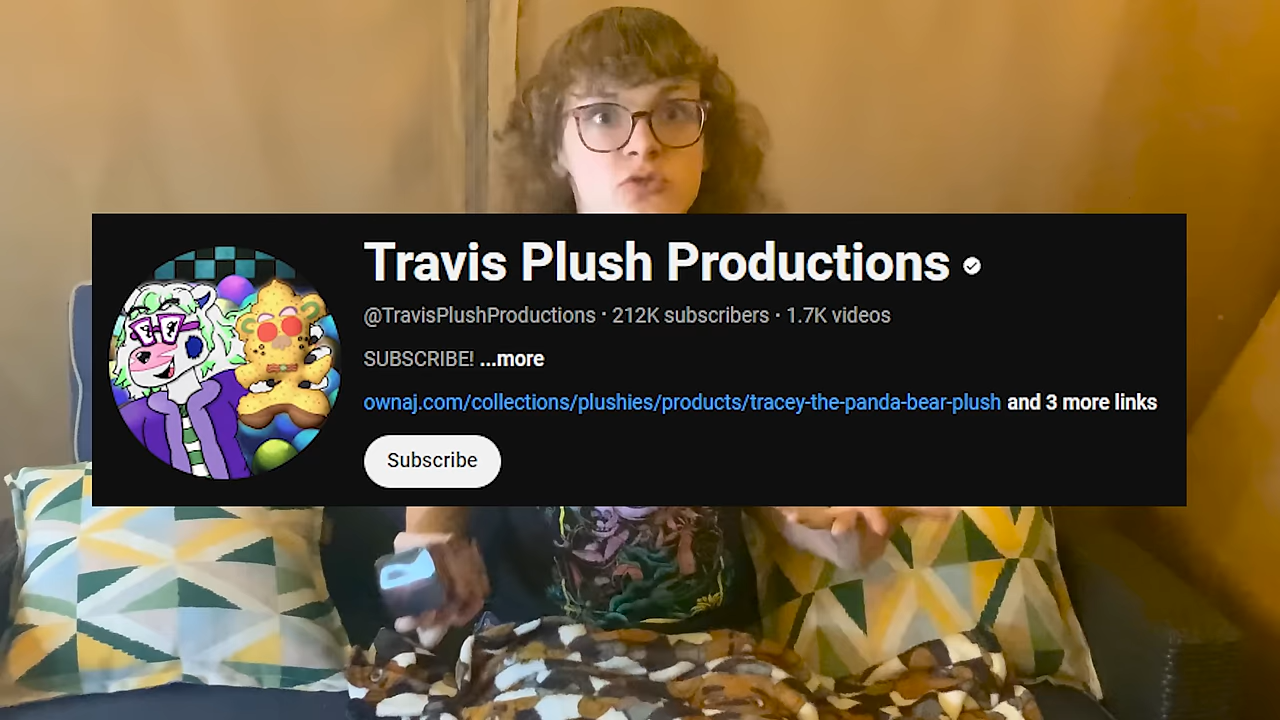 Travis Plush Productions
@TravisPlushProductions · 212K subscribers · 1.7K videos
SUBSCRIBE! ...more
ownaj.com/collections/plushies/products/tracey-the-panda-bear-plush and 3 more links
Subscribe